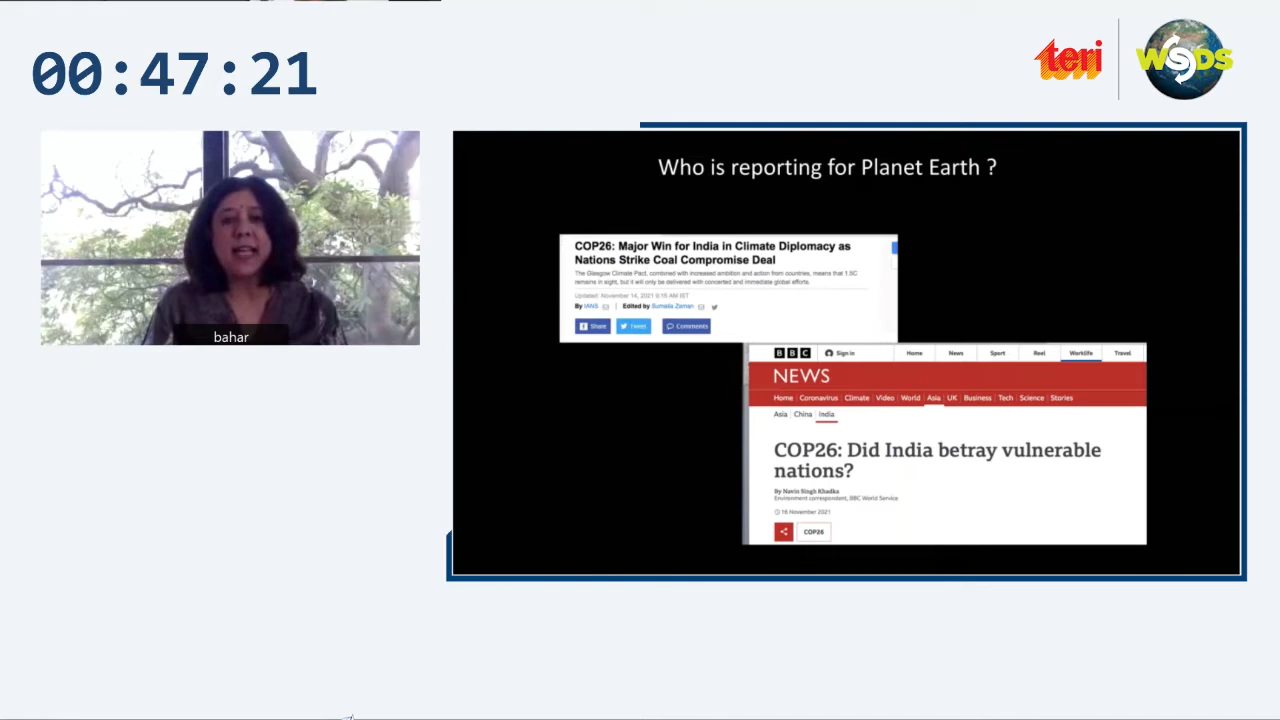 00:47:21
teri
WSDS
bahar
Who is reporting for Planet Earth ?
COP26: Major Win for India in Climate Diplomacy as
Nations Strike Coal Compromise Deal
The Glasgow Climate Pact, combined with increased ambition and action from countries, means that 1.5C
remains in sight, but it will only be delivered with concerted and immediate global efforts.
Updated: November 14, 2021 6:15 AM IST
By IANS | Edited by Sumaila Zaman
Share Tweet Comments
BBC Sign in Home News Sport Reel Worklife Travel
NEWS
Home Coronavirus Climate Video World Asia UK Business Tech Science Stories
Asia China India
COP26: Did India betray vulnerable
nations?
By Navin Singh Khadka
Environment correspondent, BBC World Service
16 November 2021
COP26